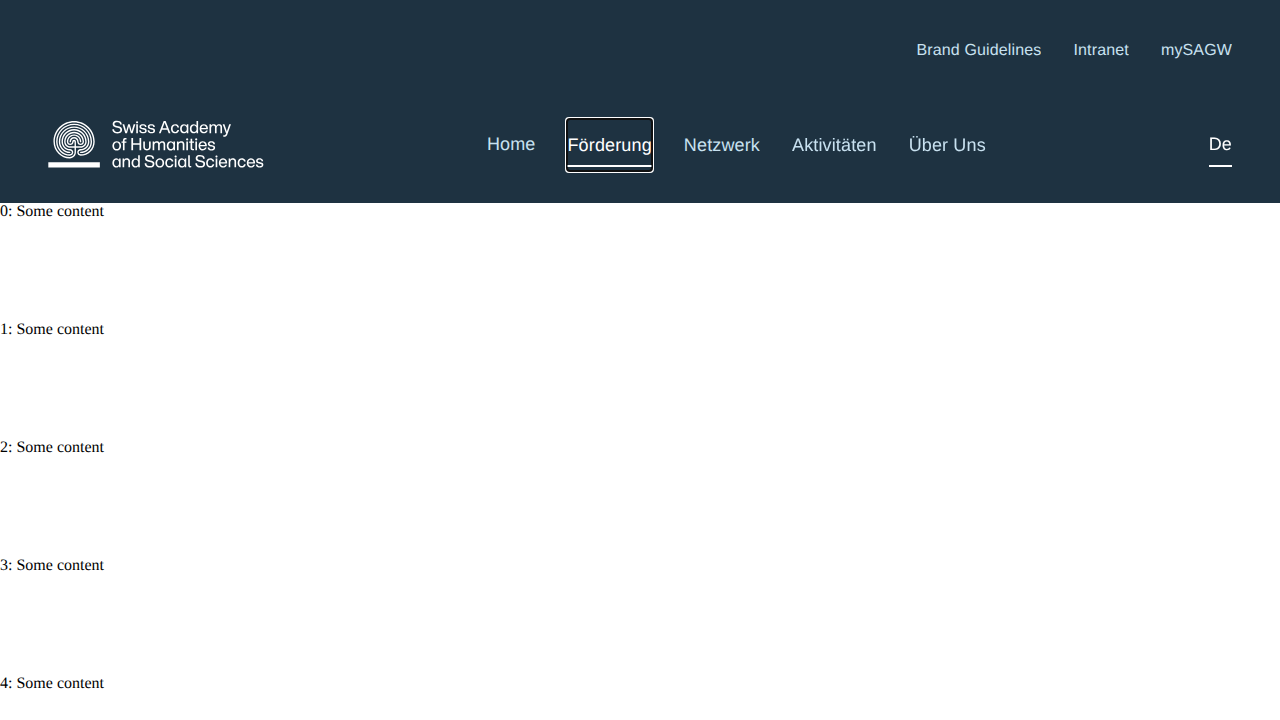 Brand Guidelines Intranet mySAGW
Swiss Academy
of Humanities
and Social Sciences
Home Förderung Netzwerk Aktivitäten Über Uns De
0: Some content
1: Some content
2: Some content
3: Some content
4: Some content